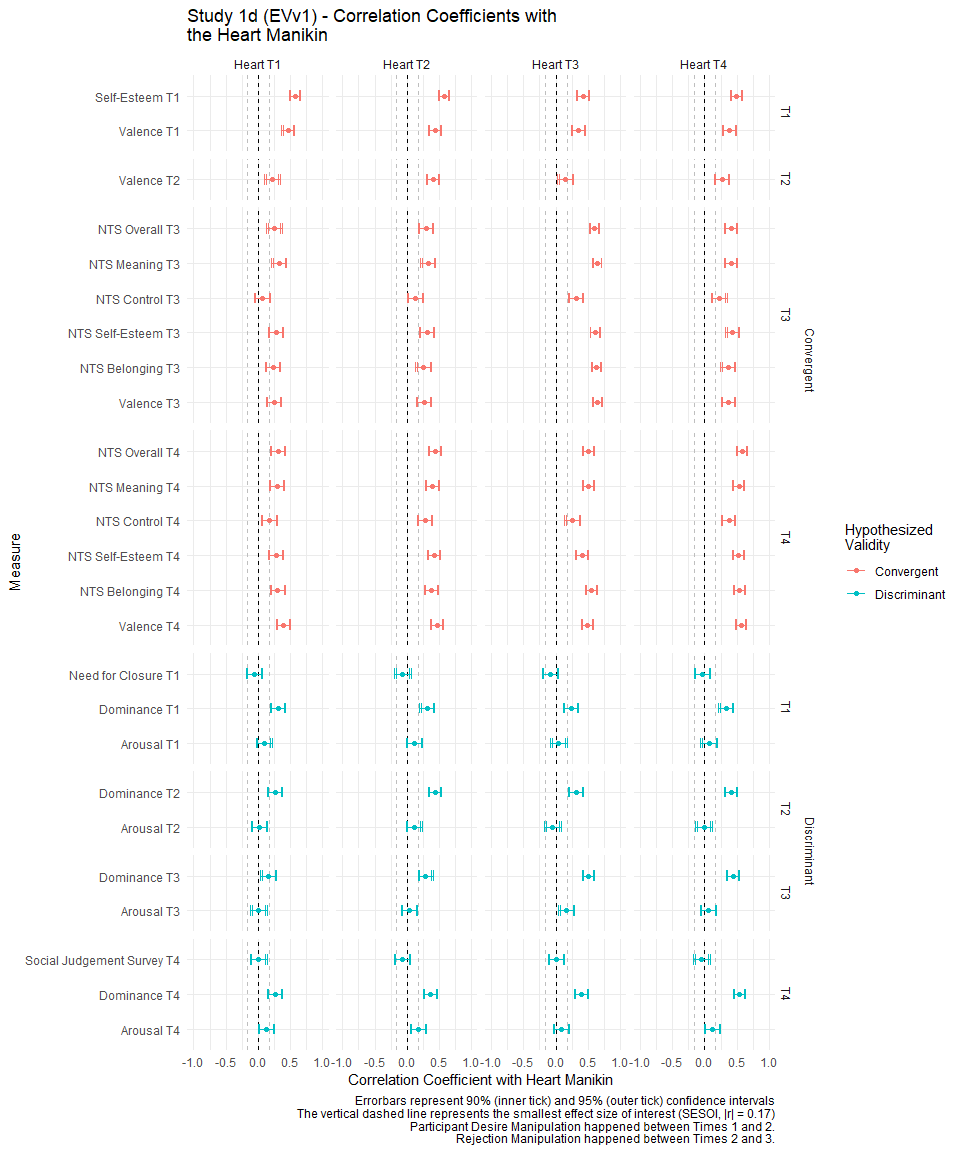 Study 1d (EVv1) - Correlation Coefficients with
the Heart Manikin
Heart T1
Heart T2
Heart T3
Heart T4
Self-Esteem T1
Valence T1
T1
Valence T2
T2
NTS Overall T3
NTS Meaning T3
NTS Control T3
NTS Self-Esteem T3
NTS Belonging T3
Valence T3
T3
Convergent
NTS Overall T4
NTS Meaning T4
NTS Control T4
NTS Self-Esteem T4
NTS Belonging T4
Valence T4
T4
Need for Closure T1
Dominance T1
Arousal T1
T1
Dominance T2
Arousal T2
T2
Discriminant
Dominance T3
Arousal T3
T3
Social Judgement Survey T4
Dominance T4
Arousal T4
T4
Measure
Hypothesized
Validity
Convergent
Discriminant
-1.0 -0.5 0.0 0.5 1.0
-1.0 -0.5 0.0 0.5 1.0
-1.0 -0.5 0.0 0.5 1.0
-1.0 -0.5 0.0 0.5 1.0
Correlation Coefficient with Heart Manikin
Errorbars represent 90% (inner tick) and 95% (outer tick) confidence intervals
The vertical dashed line represents the smallest effect size of interest (SESOI, |r| = 0.17)
Participant Desire Manipulation happened between Times 1 and 2.
Rejection Manipulation happened between Times 2 and 3.